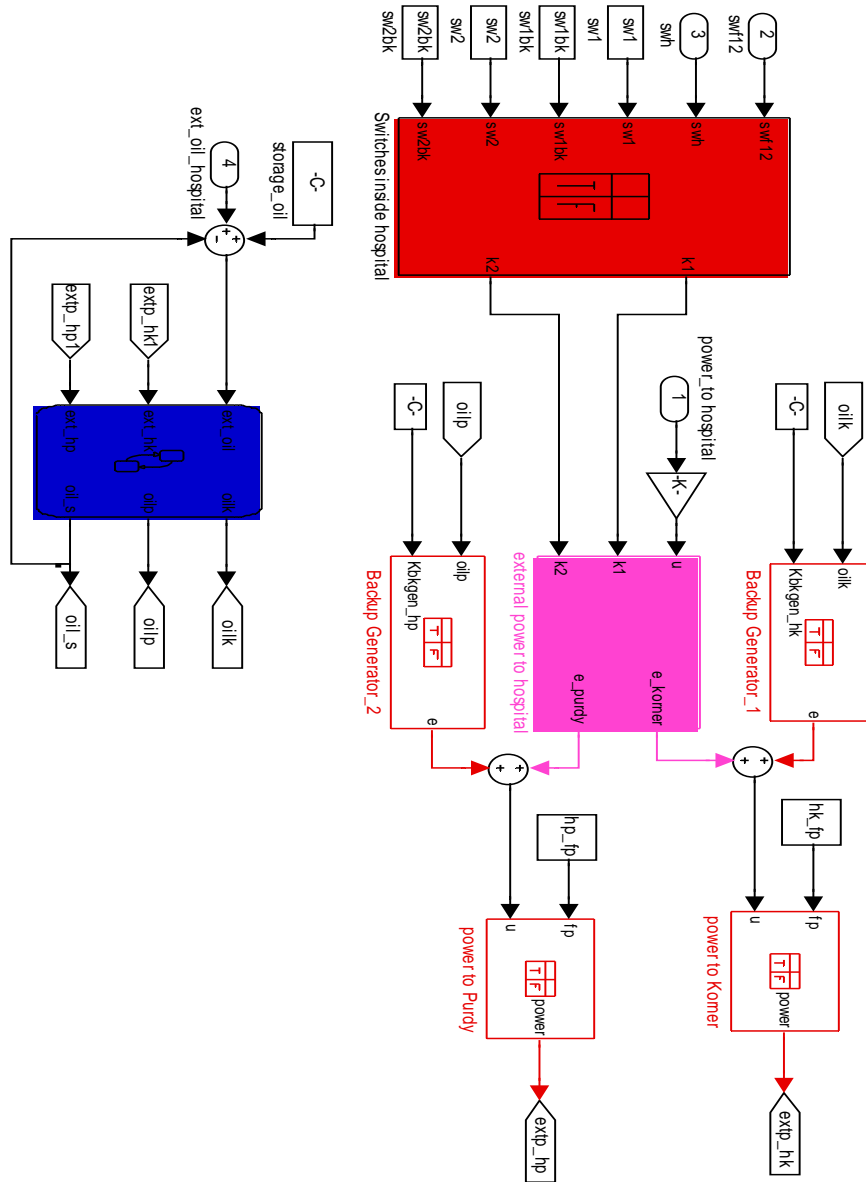 2
swf12
3
swh
sw1
sw1
sw1bk
sw1bk
sw2
sw2
sw2bk
sw2bk
swf12
swh
sw1
sw1bk
sw2
sw2bk
T F
k1
k2
Switches inside hospital
oilk
-C-
oilk
Kbkgen_hk
T F
e
Backup Generator_1
1
power_to hospital
-K-
u
k1
k2
e_korner
e_purdy
external power to hospital
oilp
-C-
oilp
Kbkgen_hp
T F
e
Backup Generator_2
+
+
hk_fp
fp
u
T F
power
power to Korner
extp_hk
+
+
hp_fp
fp
u
T F
power
power to Purdy
extp_hp
-C-
storage_oil
4
ext_oil_hospital
+
+
-
extp_hk1
extp_hp1
ext_oil
ext_hk
ext_hp
oilk
oilp
oil_s
oilk
oilp
oil_s